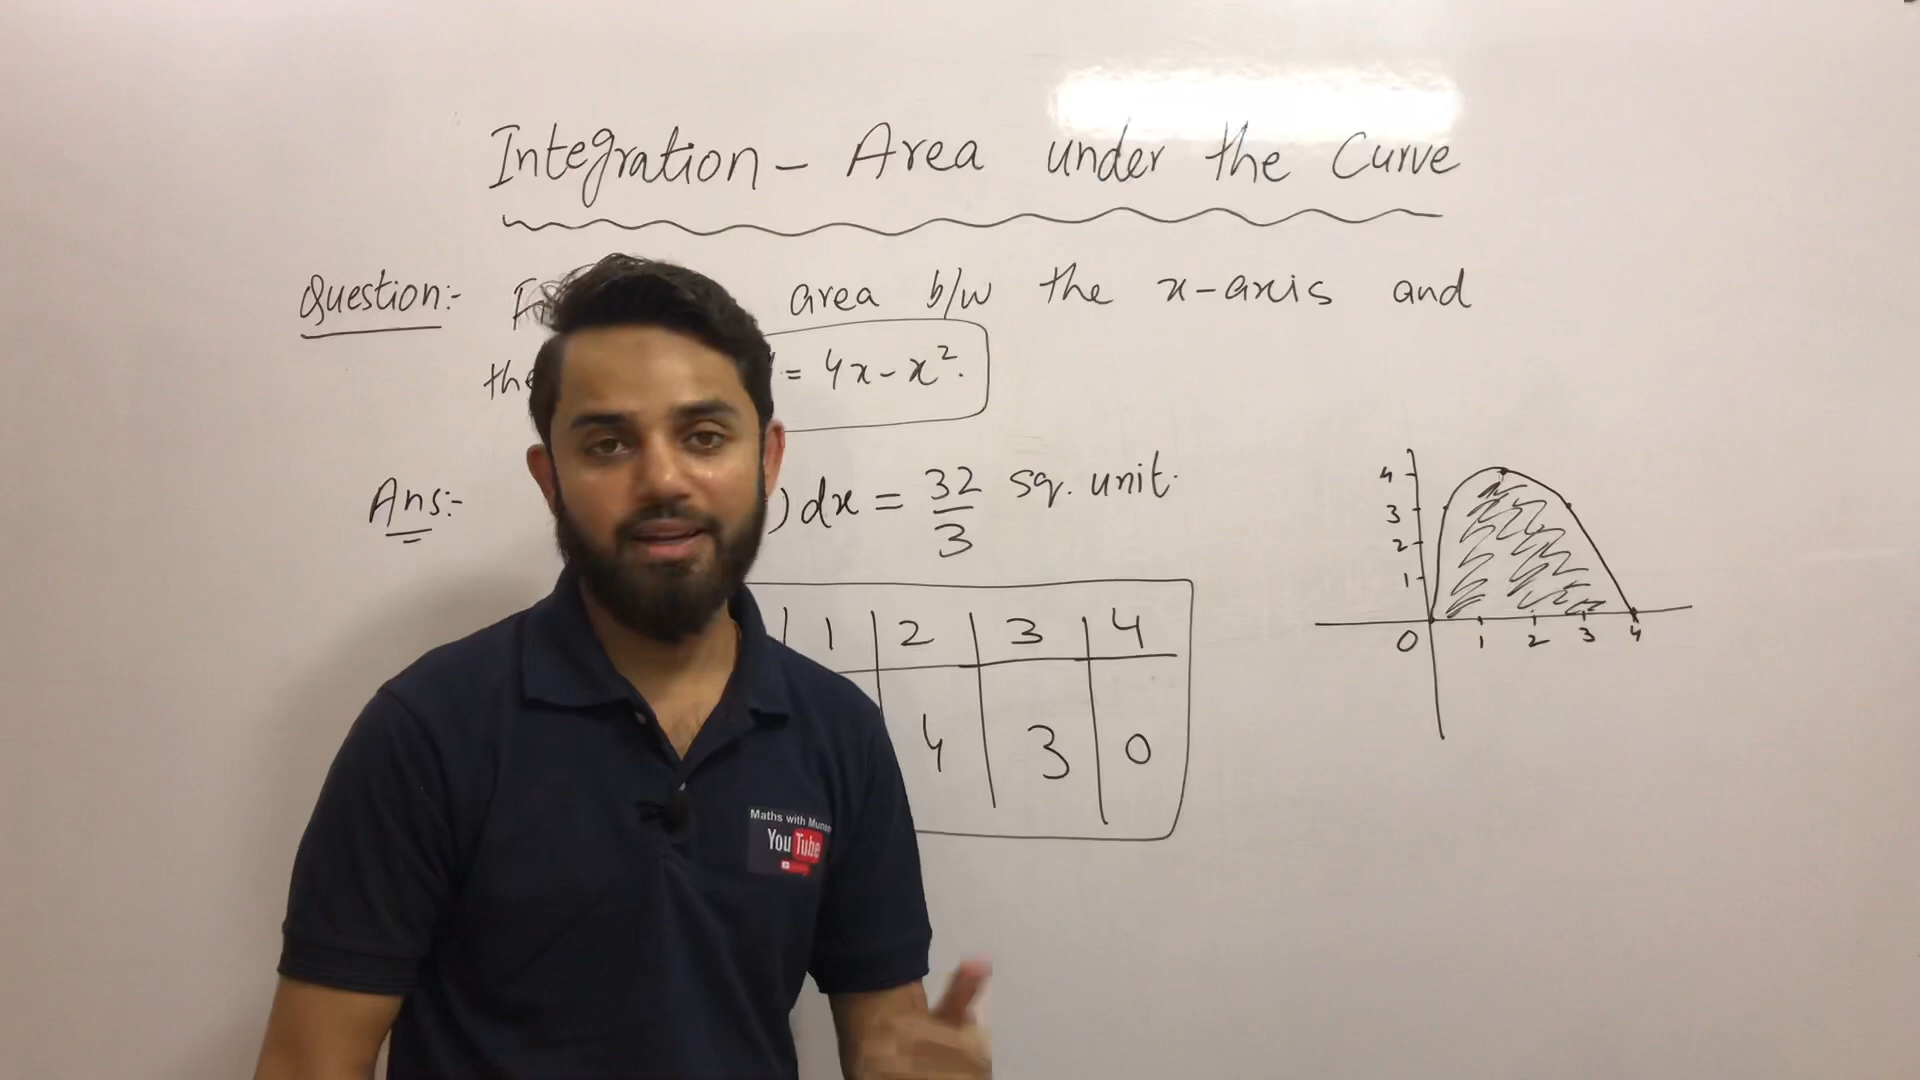 Integration - Area under the Curve
Question:- area b/w the x-axis and
the = 4x-x².
Ans:- ) dx = 32/3 sq. unit.
1 2 3 4
4 3 0
4
3
2
1
0 1 2 3 4
Maths with
YouTube